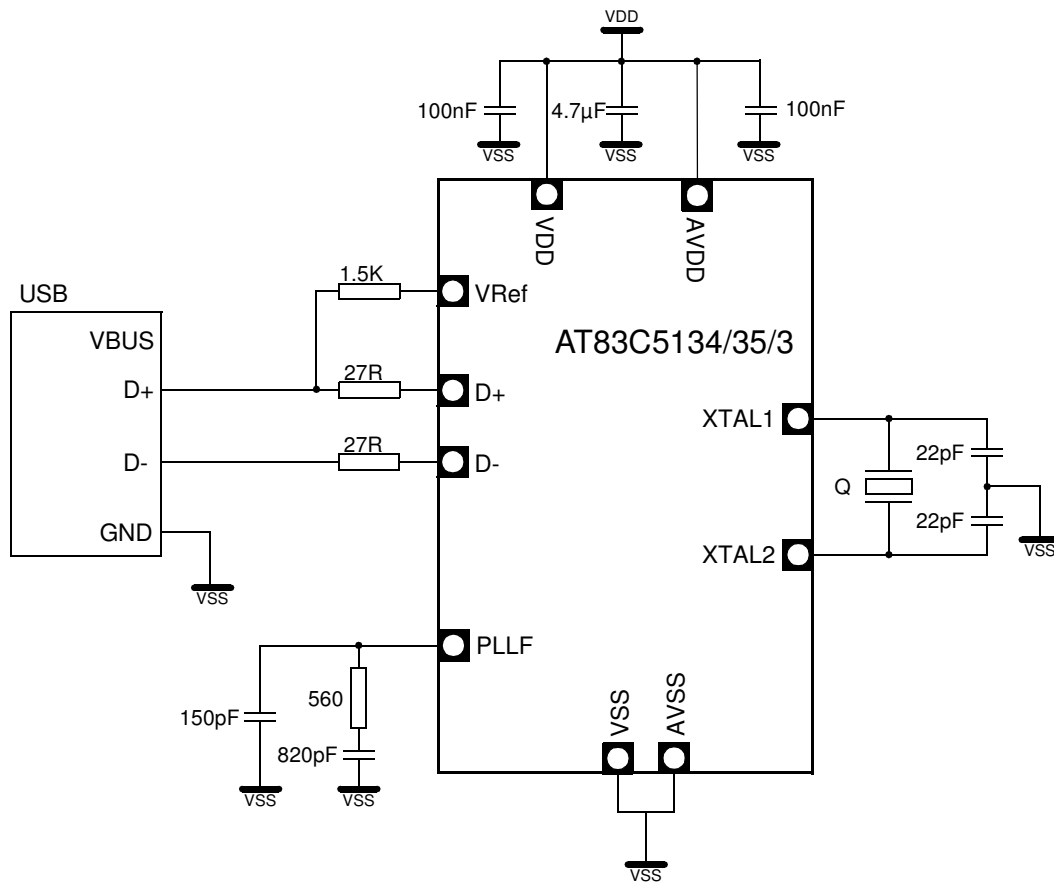 VDD
100nF
4.7µF
100nF
VSS
VSS
VSS
VDD
AVDD
1.5K
VRef
USB
VBUS
AT83C5134/35/3
D+
27R
D+
XTAL1
D-
27R
D-
22pF
Q
22pF
GND
VSS
XTAL2
VSS
PLLF
560
150pF
820pF
VSS
AVSS
VSS
VSS
VSS